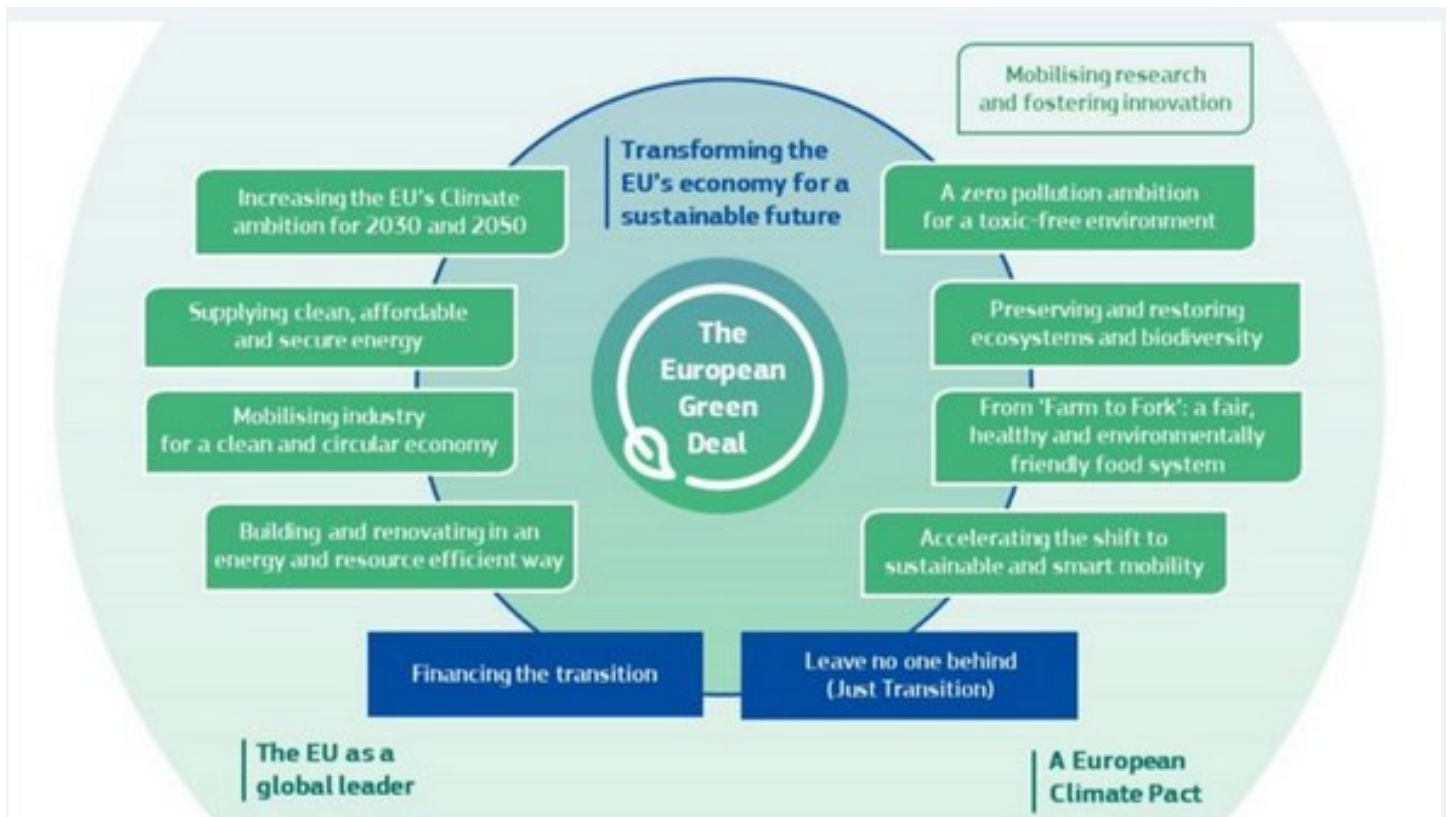 Mobilising research
and fostering innovation
Transforming the
EU's economy for a
sustainable future
Increasing the EU's Climate
ambition for 2030 and 2050
A zero pollution ambition
for a toxic-free environment
Supplying clean, affordable
and secure energy
Preserving and restoring
ecosystems and biodiversity
The
European
Green
Deal
Mobilising industry
for a clean and circular economy
From 'Farm to Fork': a fair,
healthy and environmentally
friendly food system
Building and renovating in an
energy and resource efficient way
Accelerating the shift to
sustainable and smart mobility
Financing the transition
Leave no one behind
(Just Transition)
The EU as a
global leader
A European
Climate Pact